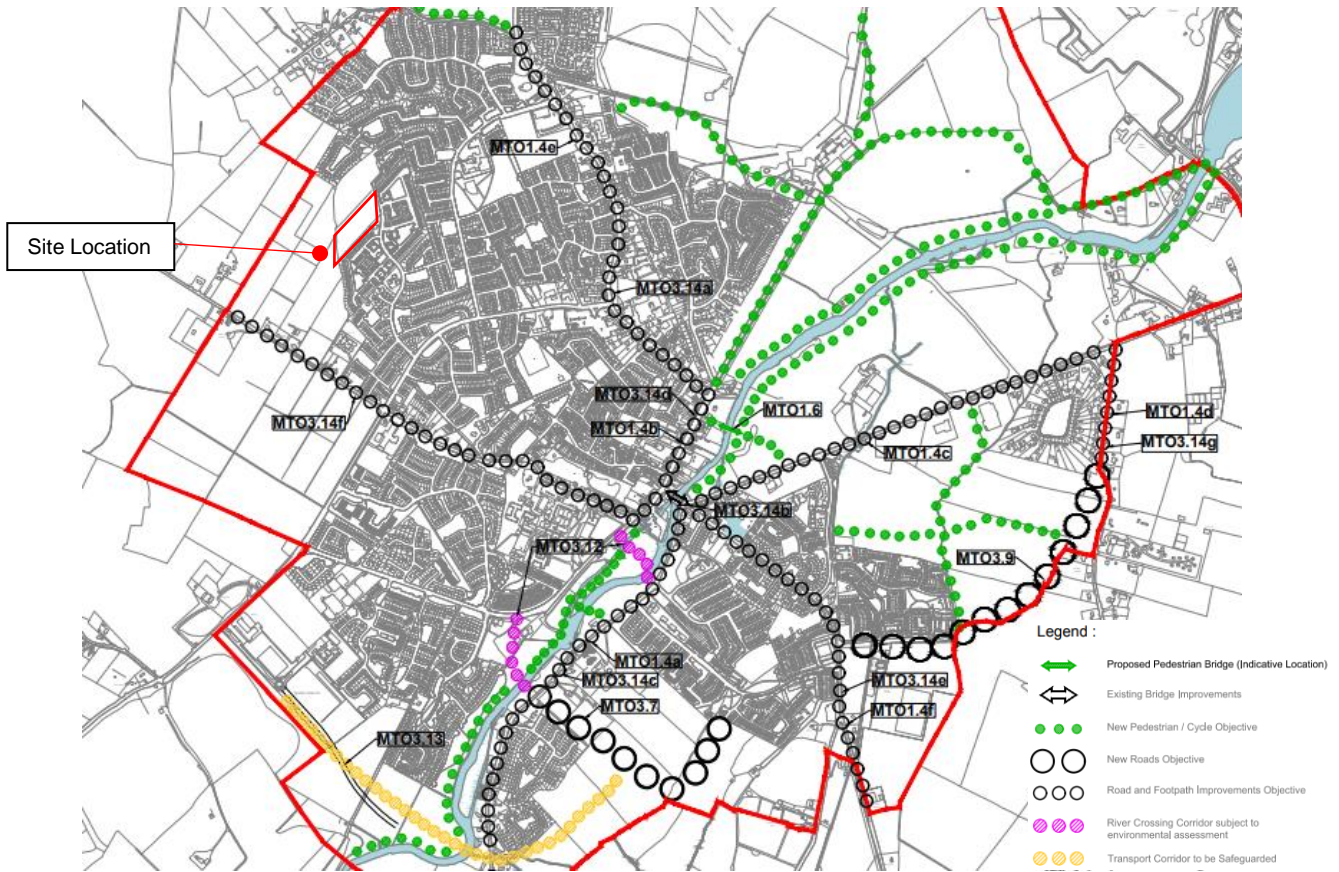 MTO1.4e
Site Location
MTO3.14a
MTO3.14d
MTO1.6
MTO3.14f
MTO1.4b
MTO1.4d
MTO1.4c
MTO3.14g
MTO3.14b
MTO3.12
MTO3.9
Legend :
MTO1.4a
Proposed Pedestrian Bridge (Indicative Location)
MTO3.14c
MTO3.14e
Existing Bridge Improvements
MTO3.7
MTO1.4f
New Pedestrian / Cycle Objective
MTO3.13
New Roads Objective
Road and Footpath Improvements Objective
River Crossing Corridor subject to
environmental assessment
Transport Corridor to be Safeguarded